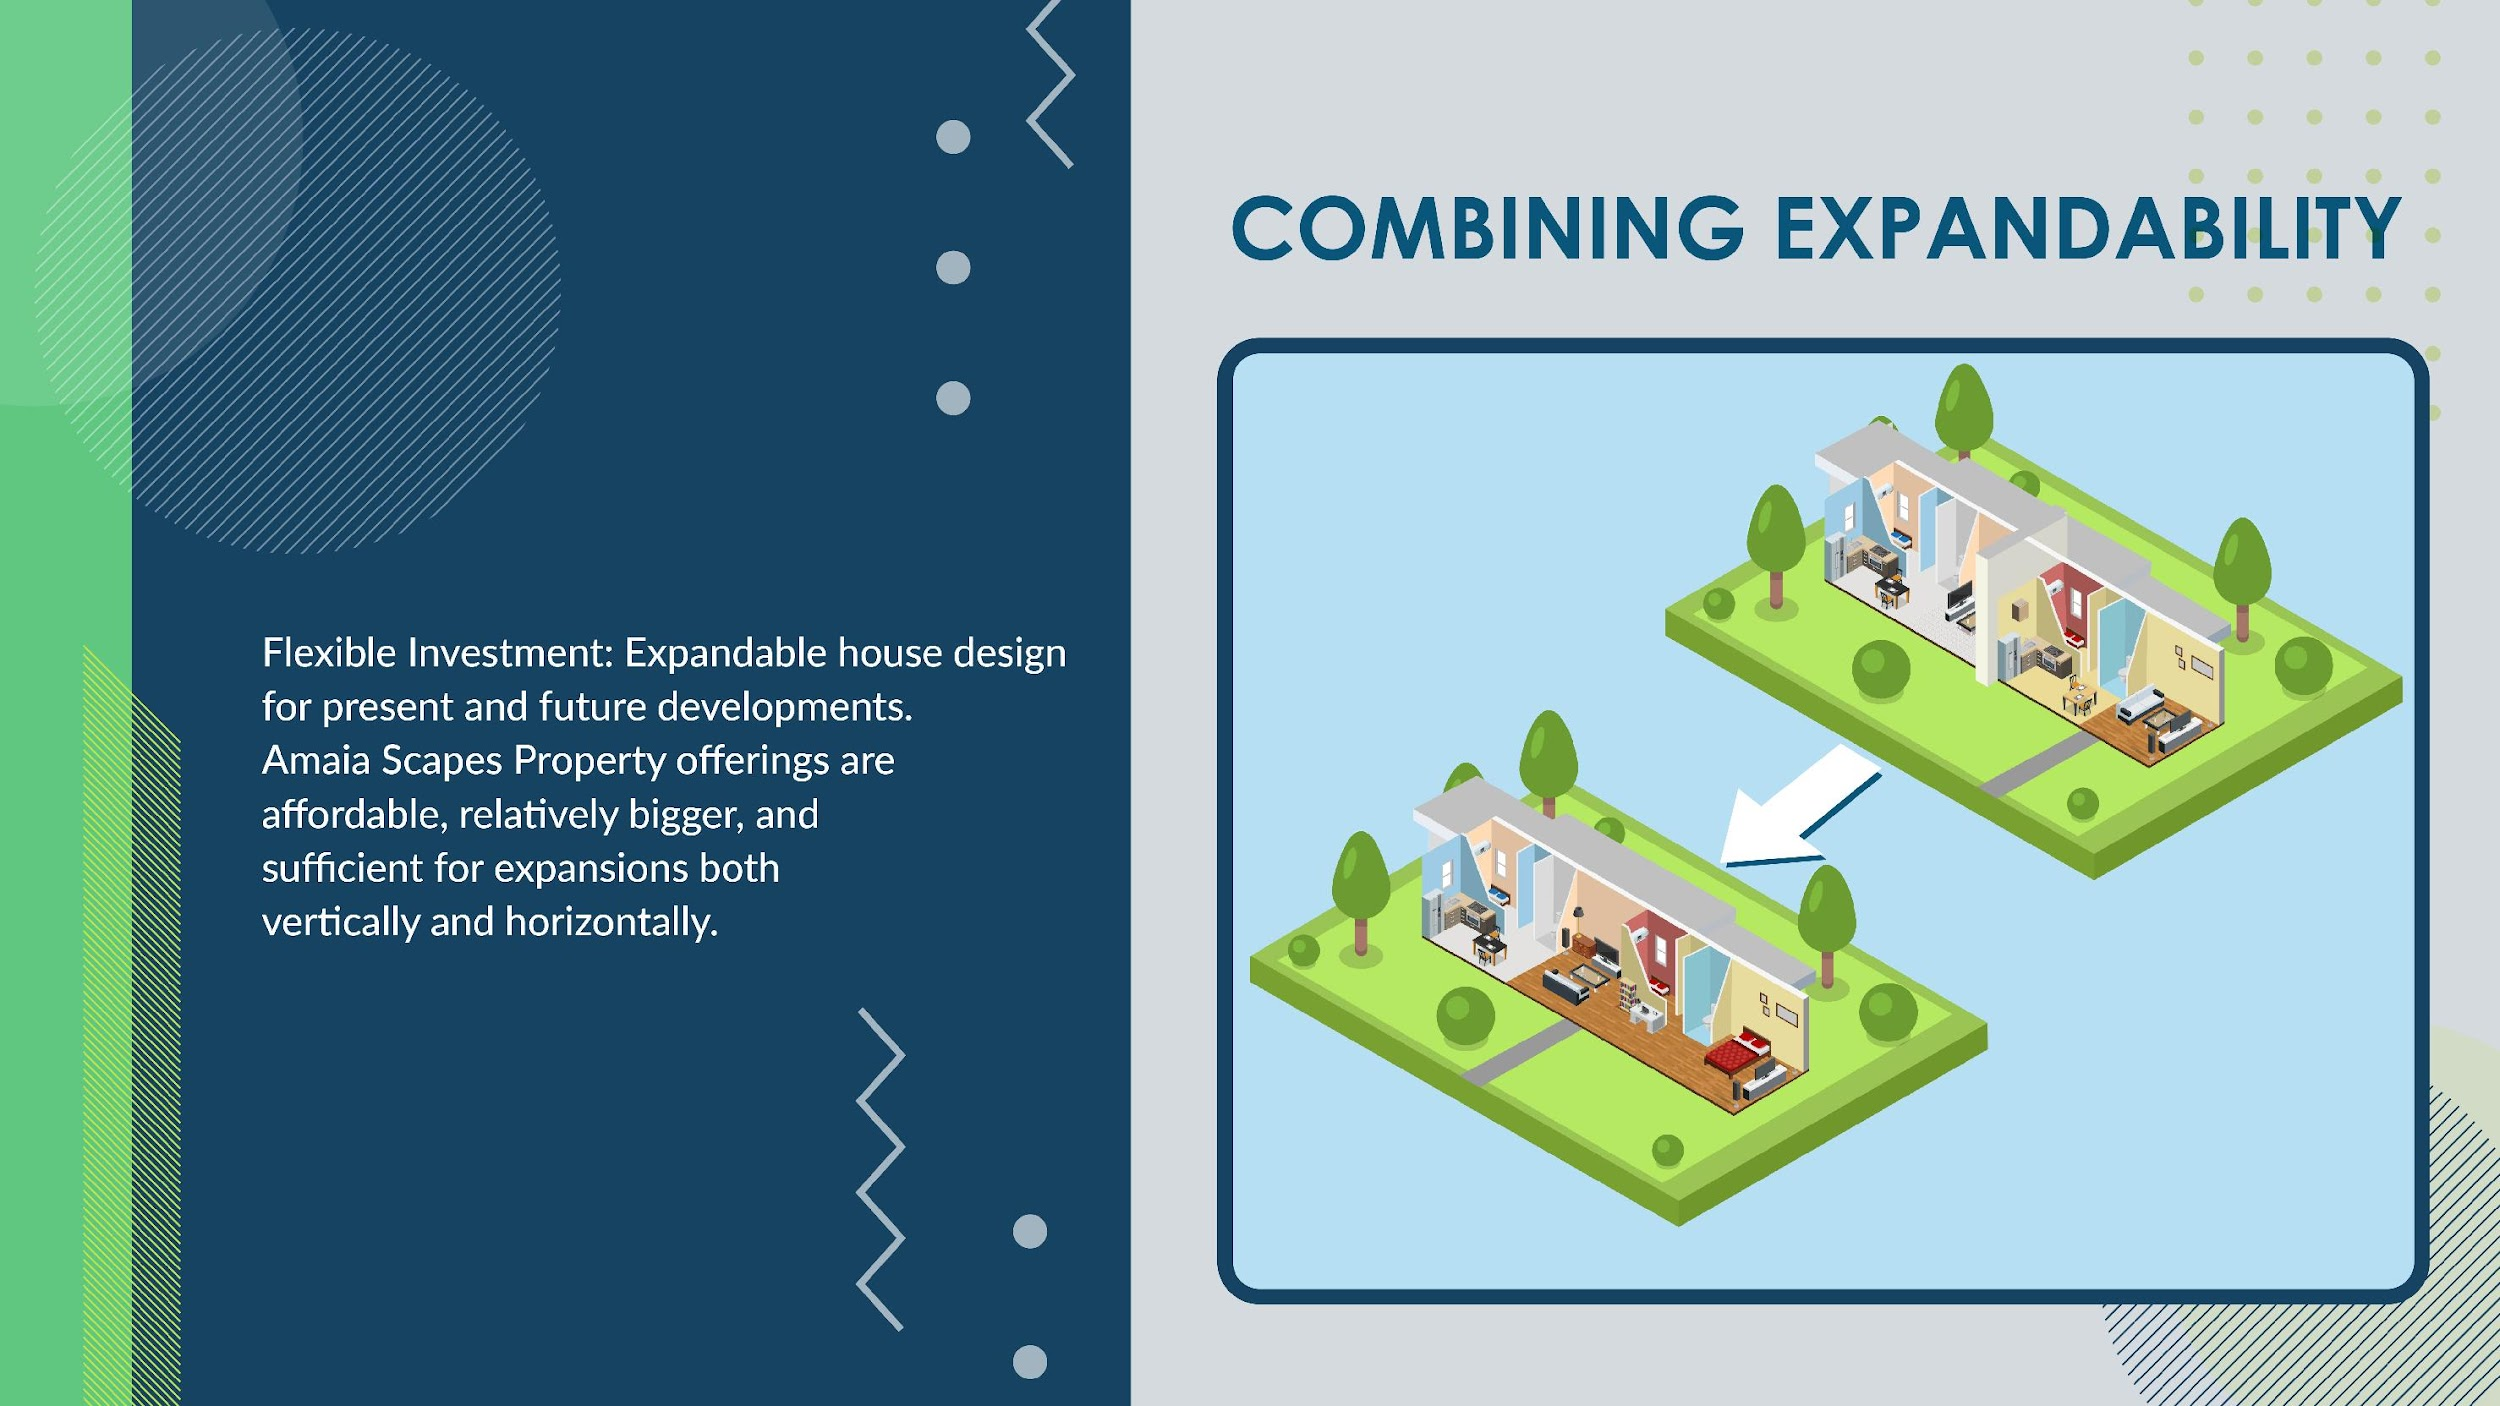 COMBINING EXPANDABILITY
Flexible Investment: Expandable house design
for present and future developments.
Amaia Scapes Property offerings are
affordable, relatively bigger, and
sufficient for expansions both
vertically and horizontally.